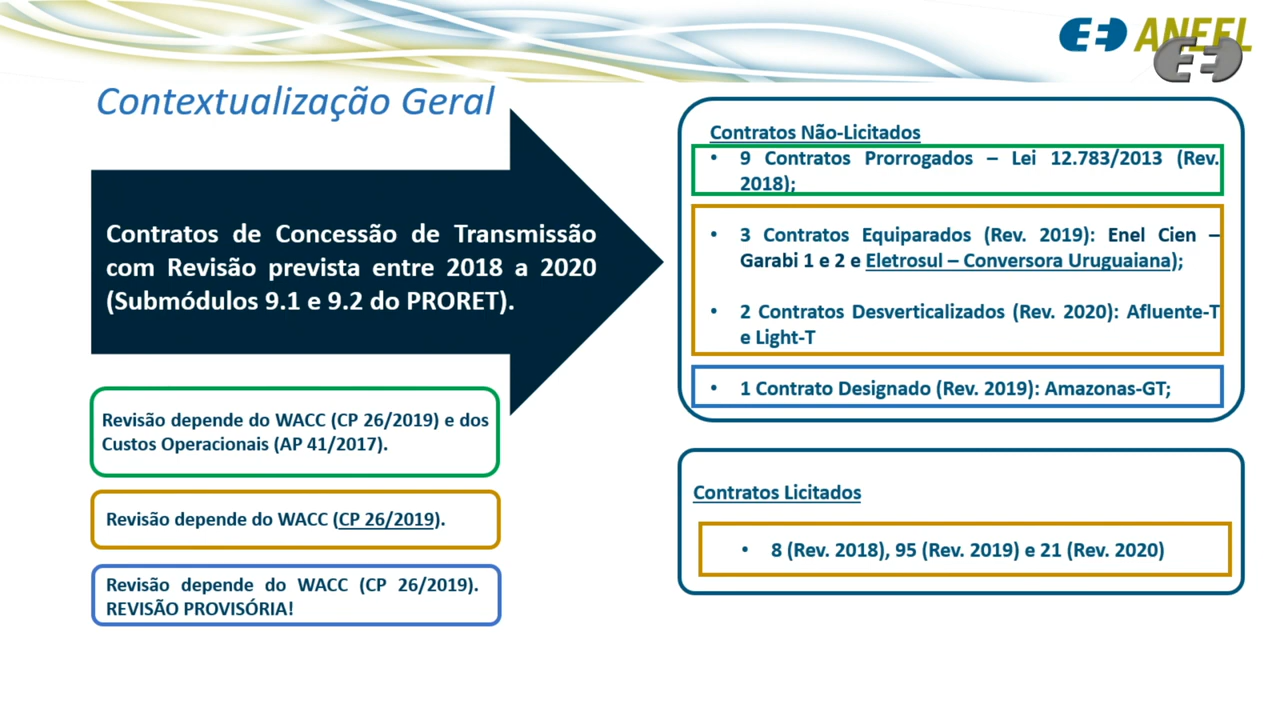 ANEEL
Contextualização Geral
Contratos de Concessão de Transmissão
com Revisão prevista entre 2018 a 2020
(Submódulos 9.1 e 9.2 do PRORET).
Revisão depende do WACC (CP 26/2019) e dos
Custos Operacionais (AP 41/2017).
Revisão depende do WACC (CP 26/2019).
Revisão depende do WACC (CP 26/2019).
REVISÃO PROVISÓRIA!
Contratos Não-Licitados
• 9 Contratos Prorrogados – Lei 12.783/2013 (Rev.
2018);
• 3 Contratos Equiparados (Rev. 2019): Enel Cien –
Garabi 1 e 2 e Eletrosul – Conversora Uruguaiana);
• 2 Contratos Desverticalizados (Rev. 2020): Afluente-T
e Light-T
• 1 Contrato Designado (Rev. 2019): Amazonas-GT;
Contratos Licitados
• 8 (Rev. 2018), 95 (Rev. 2019) e 21 (Rev. 2020)